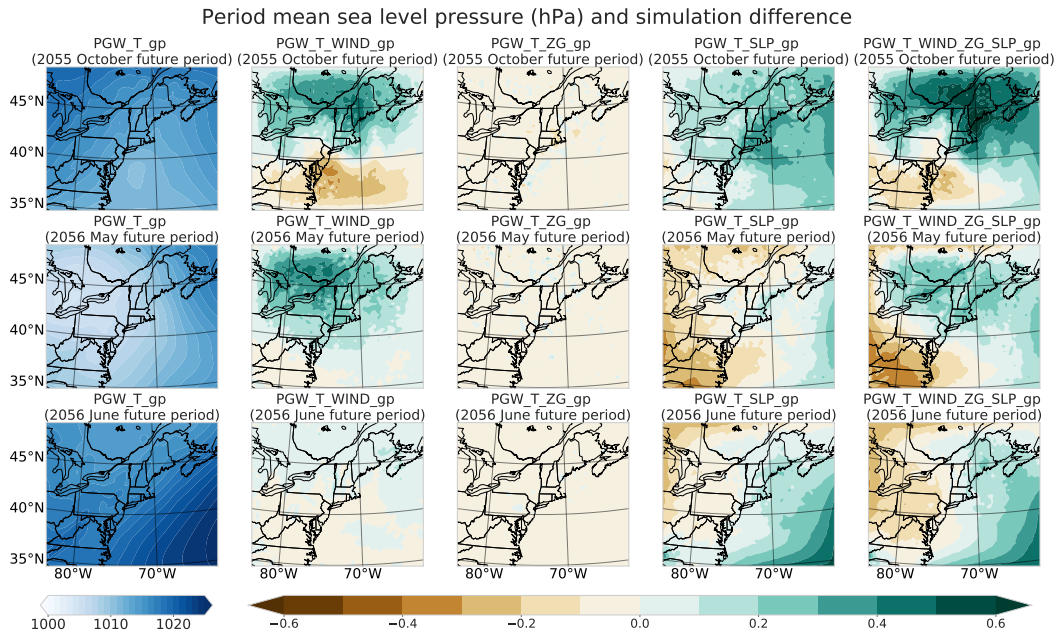 Period mean sea level pressure (hPa) and simulation difference
PGW_T_gp
(2055 October future period)
PGW_T_WIND_gp
(2055 October future period)
PGW_T_ZG_gp
(2055 October future period)
PGW_T_SLP_gp
(2055 October future period)
PGW_T_WIND_ZG_SLP_gp
(2055 October future period)
45°N
40°N
35°N
PGW_T_gp
(2056 May future period)
PGW_T_WIND_gp
(2056 May future period)
PGW_T_ZG_gp
(2056 May future period)
PGW_T_SLP_gp
(2056 May future period)
PGW_T_WIND_ZG_SLP_gp
(2056 May future period)
45°N
40°N
35°N
PGW_T_gp
(2056 June future period)
PGW_T_WIND_gp
(2056 June future period)
PGW_T_ZG_gp
(2056 June future period)
PGW_T_SLP_gp
(2056 June future period)
PGW_T_WIND_ZG_SLP_gp
(2056 June future period)
45°N
40°N
35°N
80°W 70°W
80°W 70°W
80°W 70°W
80°W 70°W
80°W 70°W
1000 1010 1020
−0.6 −0.4 −0.2 0.0 0.2 0.4 0.6